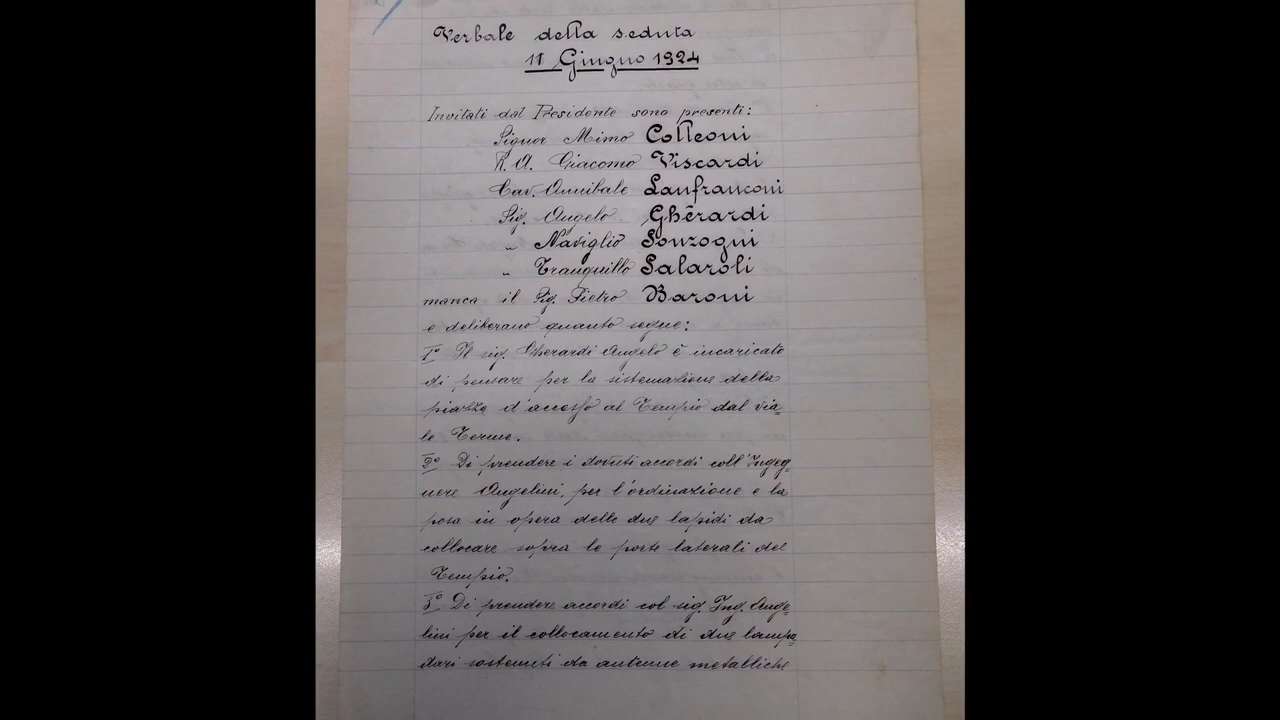 Verbale della seduta
11 Giugno 1924
Invitati dal Presidente sono presenti:
Signor Mimo Colleoni
R. A. Giacomo Viscardi
Cav. Annibale Lanfranconi
Sig. Angelo Ghērardi
„ Naviglio Sonzogni
„ Tranquillo Salaroli
manca il Sig. Pietro Baroni
e deliberano quanto segue:
1º Il sig. Gherardi Angelo è incaricato
di pensare per la sistemazione della
piazza d'accesso al Tempio dal via=
le Terme.
2º Di prendere i dovuti accordi coll'Ingeg=
nere Angelini, per l'ordinazione e la
posa in opera delle due lapidi da
collocare sopra le porte laterali del
Tempio.
3º Di prendere accordi col sig. Ing. Ange=
lini per il collocamento di due lampa=
dari sostenuti da antenne metalliche